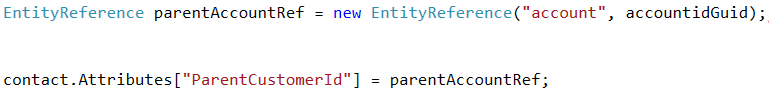 EntityReference parentAccountRef = new EntityReference("account", accountidGuid);
contact.Attributes["ParentCustomerId"] = parentAccountRef;